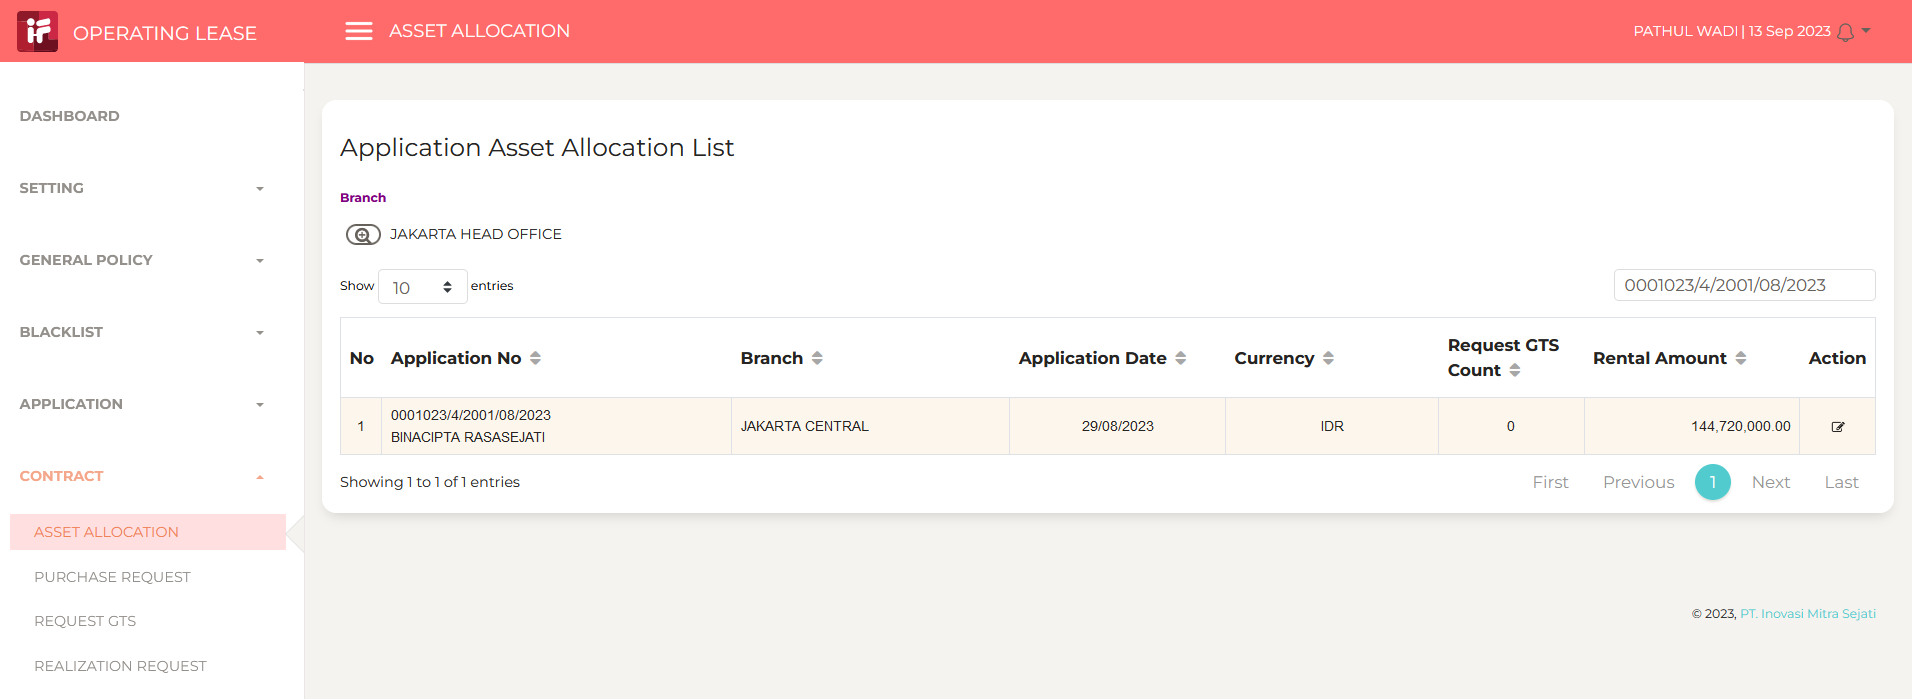 OPERATING LEASE
ASSET ALLOCATION
PATHUL WADI | 13 Sep 2023
DASHBOARD
SETTING
GENERAL POLICY
BLACKLIST
APPLICATION
CONTRACT
ASSET ALLOCATION
PURCHASE REQUEST
REQUEST GTS
REALIZATION REQUEST
Application Asset Allocation List
Branch
JAKARTA HEAD OFFICE
Show 10 entries
0001023/4/2001/08/2023
No Application No Branch Application Date Currency Request GTS Count Rental Amount Action
1 0001023/4/2001/08/2023 BINACIPTA RASASEJATI JAKARTA CENTRAL 29/08/2023 IDR 0 144,720,000.00
Showing 1 to 1 of 1 entries
First Previous 1 Next Last
© 2023, PT. Inovasi Mitra Sejati